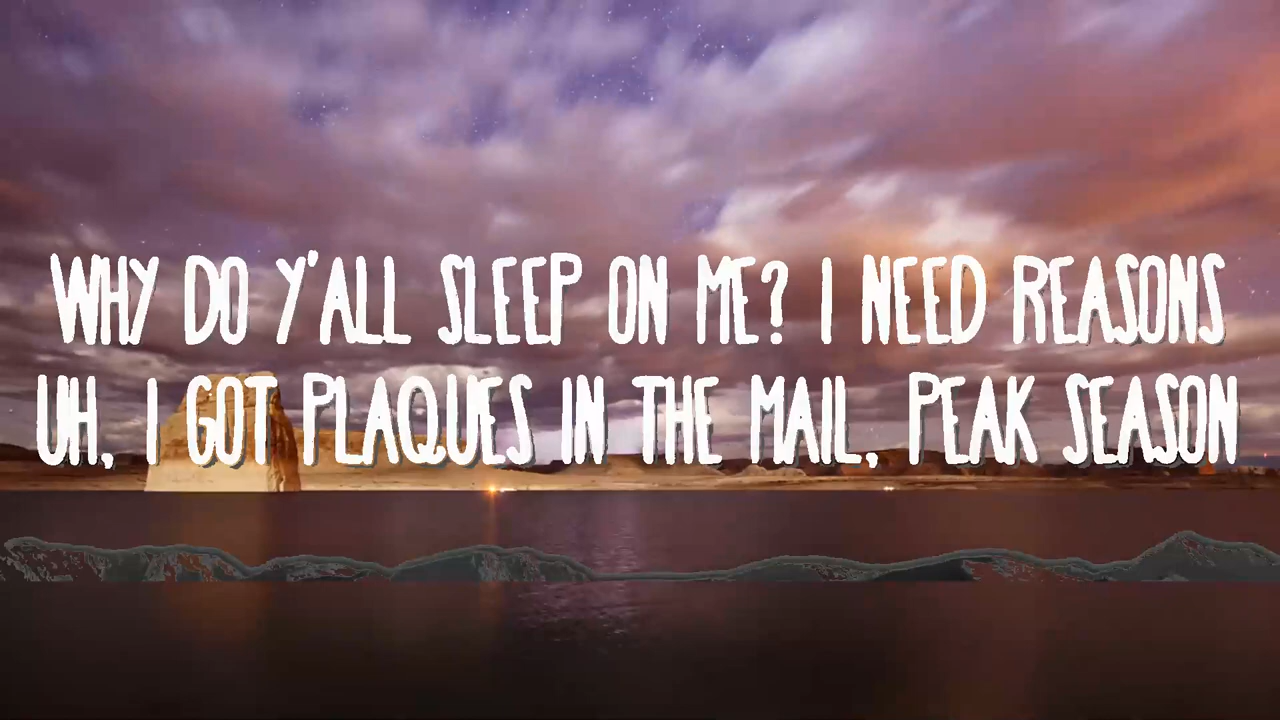 WHY DO Y'ALL SLEEP ON ME? I NEED REASONS
UH, I GOT PLAQUES IN THE MAIL, PEAK SEASON